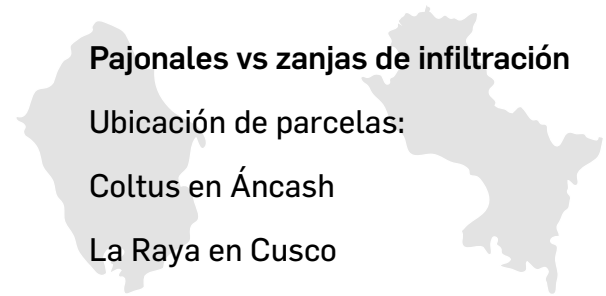 Pajonales vs zanjas de infiltración
Ubicación de parcelas:
Coltus en Áncash
La Raya en Cusco